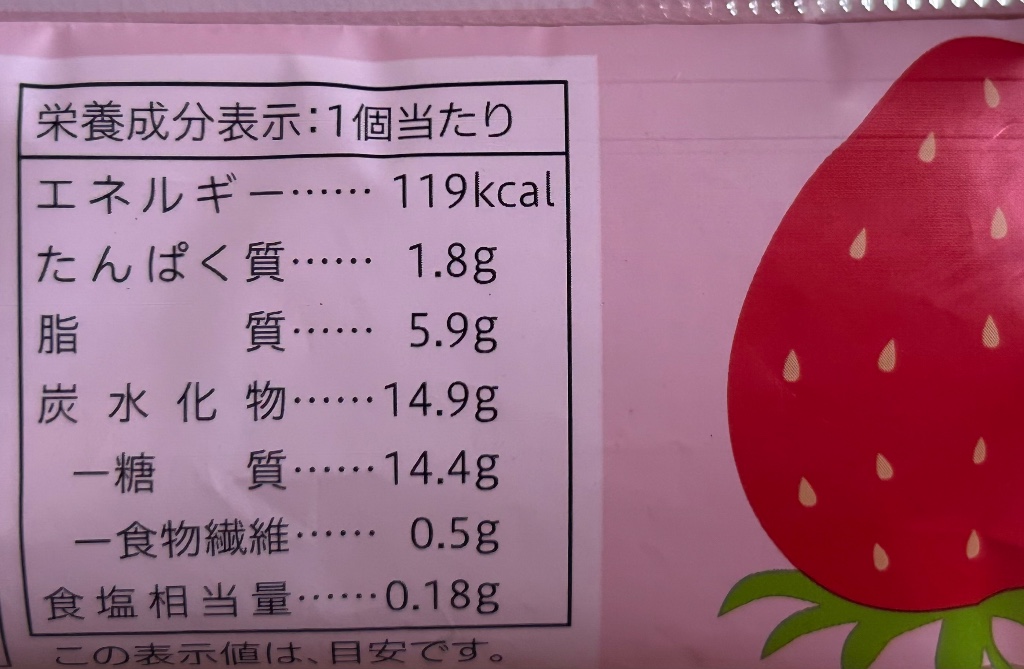 栄養成分表示：1個当たり
エネルギー…… 119kcal
たんぱく質…… 1.8g
脂質…… 5.9g
炭水化物…… 14.9g
ー糖質…… 14.4g
ー食物繊維…… 0.5g
食塩相当量…… 0.18g
この表示値は、目安です。